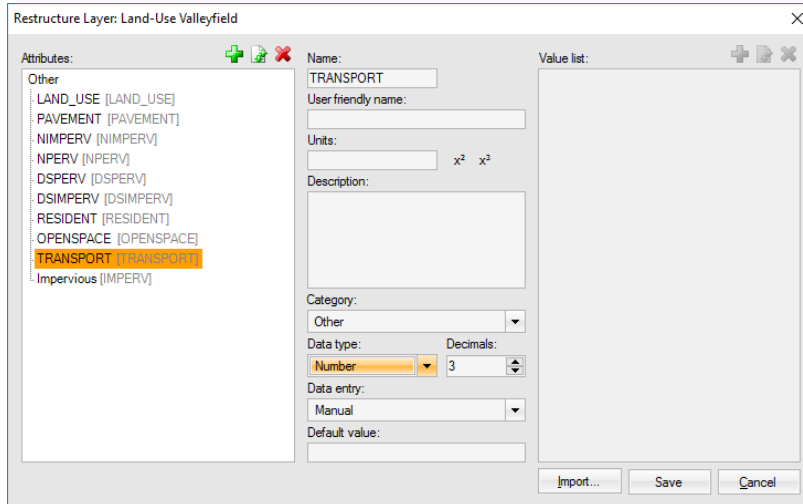 Restructure Layer: Land-Use Valleyfield
Attributes:
Other
LAND_USE [LAND_USE]
PAVEMENT [PAVEMENT]
NIMPERV [NIMPERV]
NPERV [NPERV]
DSPERV [DSPERV]
DSIMPERV [DSIMPERV]
RESIDENT [RESIDENT]
OPENSPACE [OPENSPACE]
TRANSPORT [TRANSPORT]
Impervious [IMPERV]
Name:
TRANSPORT
User friendly name:
Units:
x² x³
Description:
Category:
Other
Data type: Decimals:
Number 3
Data entry:
Manual
Default value:
Value list:
Import... Save Cancel